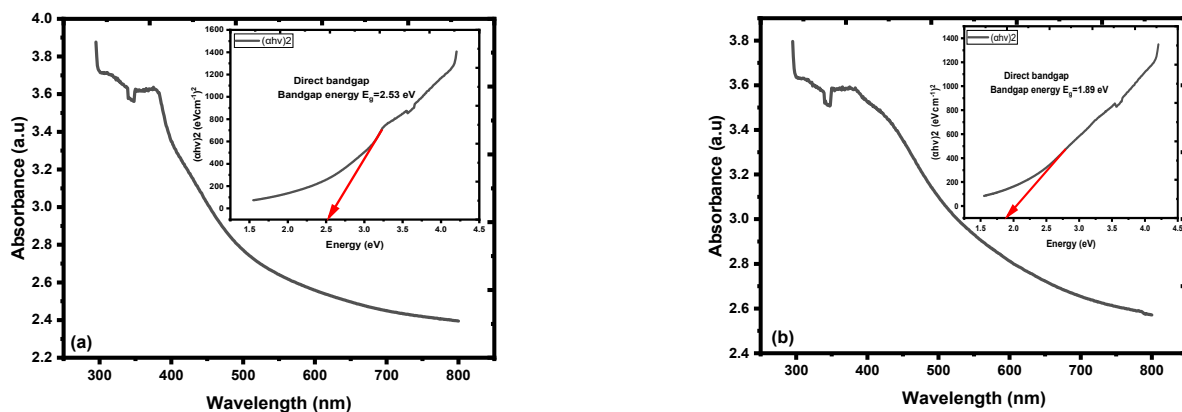 4.0
3.8
3.6
3.4
3.2
3.0
2.8
2.6
2.4
2.2
Absorbance (a.u)
300 400 500 600 700 800
Wavelength (nm)
(a)
(αhν)2
1600
1400
1200
1000
800
600
400
200
0
(αhν)2 (eVcm⁻¹)²
Direct bandgap
Bandgap energy Eg=2.53 eV
1.0 1.5 2.0 2.5 3.0 3.5 4.0 4.5
Energy (eV)
3.8
3.6
3.4
3.2
3.0
2.8
2.6
2.4
Absorbance (a.u)
300 400 500 600 700 800
Wavelength (nm)
(b)
(αhν)2
1400
1200
1000
800
600
400
200
0
(αhν)2 (eVcm⁻¹)²
Direct bandgap
Bandgap energy Eg=1.89 eV
1.5 2.0 2.5 3.0 3.5 4.0 4.5
Energy (eV)